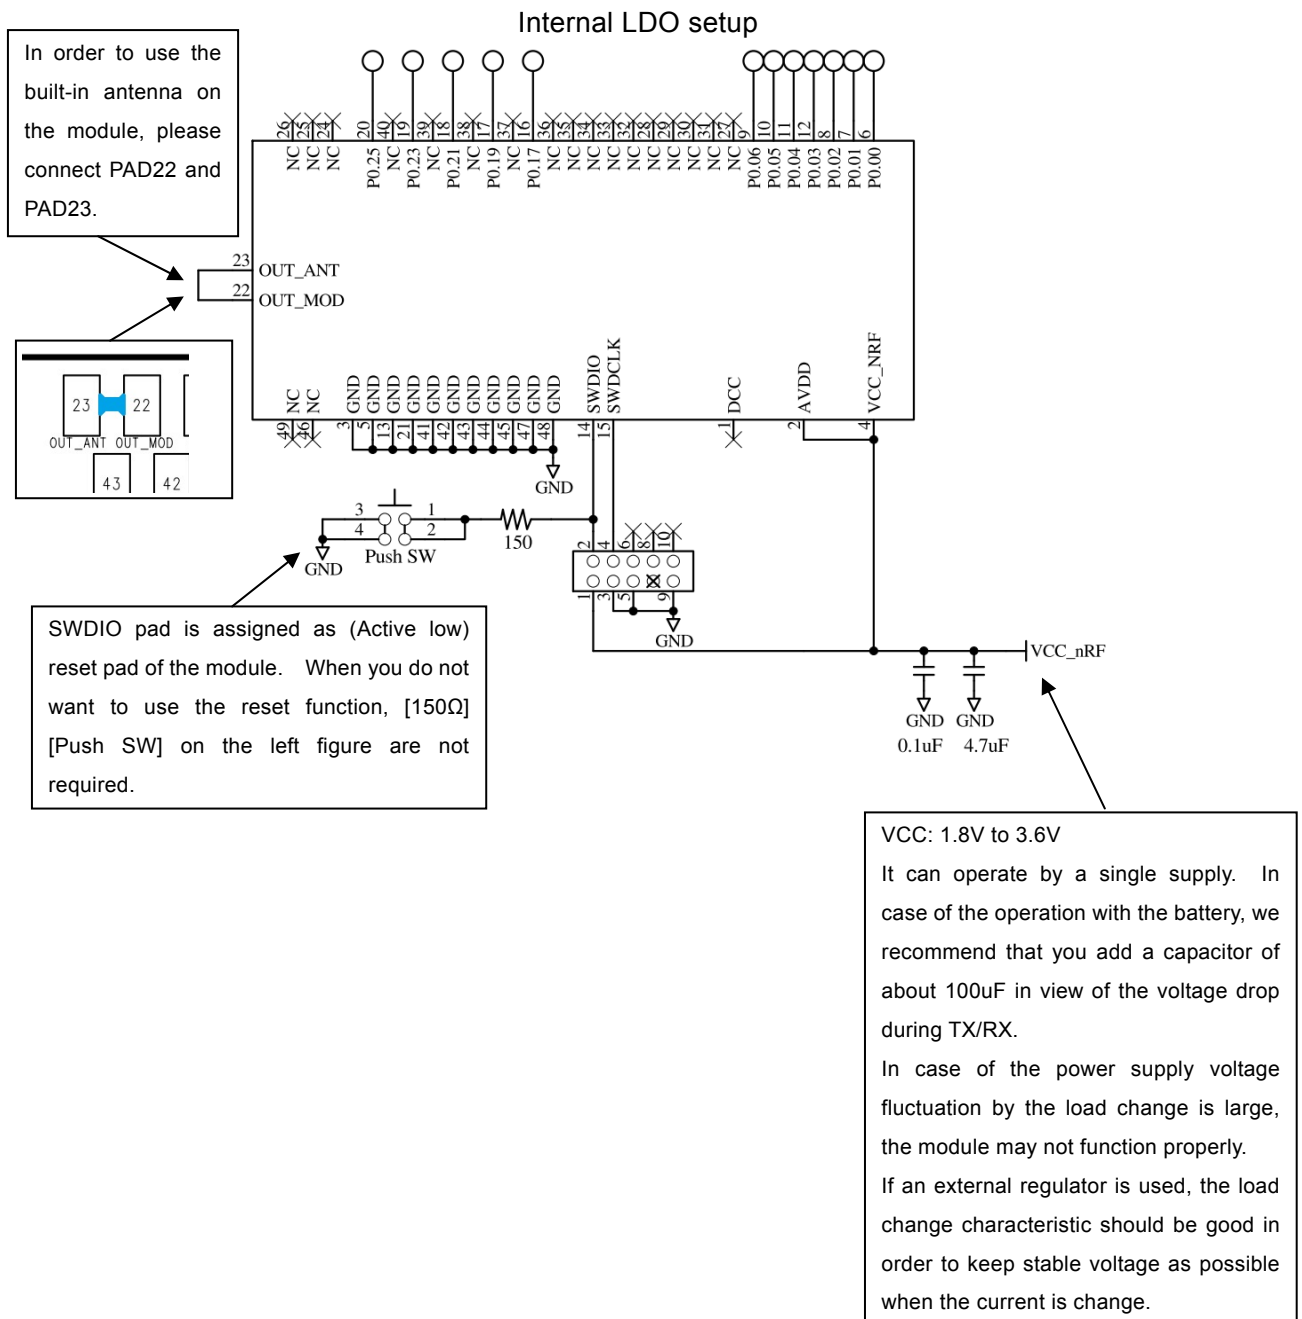 Internal LDO setup
In order to use the
built-in antenna on
the module, please
connect PAD22 and
PAD23.
26 25 24 20 40 19 39 18 38 17 37 16 36 35 34 33 32 28 29 30 31 27 9 10 11 12 8 7 6
NC NC NC P0.25 NC P0.23 NC P0.21 NC P0.19 NC P0.17 NC NC NC NC NC NC NC NC NC NC P0.06 P0.05 P0.04 P0.03 P0.02 P0.01 P0.00
23 OUT_ANT
22 OUT_MOD
NC NC GND GND GND GND GND GND GND GND GND GND GND SWDIO SWDCLK DCC AVDD VCC_NRF
49 46 3 5 13 21 41 42 43 44 45 47 48 14 15 1 2 4
23 22
OUT_ANT OUT_MOD
43 42
GND
3 1
4 2
Push SW
150
GND
2 4 6 8 10
1 3 5 9
GND
VCC_nRF
GND GND
0.1uF 4.7uF
SWDIO pad is assigned as (Active low)
reset pad of the module. When you do not
want to use the reset function, [150Ω]
[Push SW] on the left figure are not
required.
VCC: 1.8V to 3.6V
It can operate by a single supply. In
case of the operation with the battery, we
recommend that you add a capacitor of
about 100uF in view of the voltage drop
during TX/RX.
In case of the power supply voltage
fluctuation by the load change is large,
the module may not function properly.
If an external regulator is used, the load
change characteristic should be good in
order to keep stable voltage as possible
when the current is change.